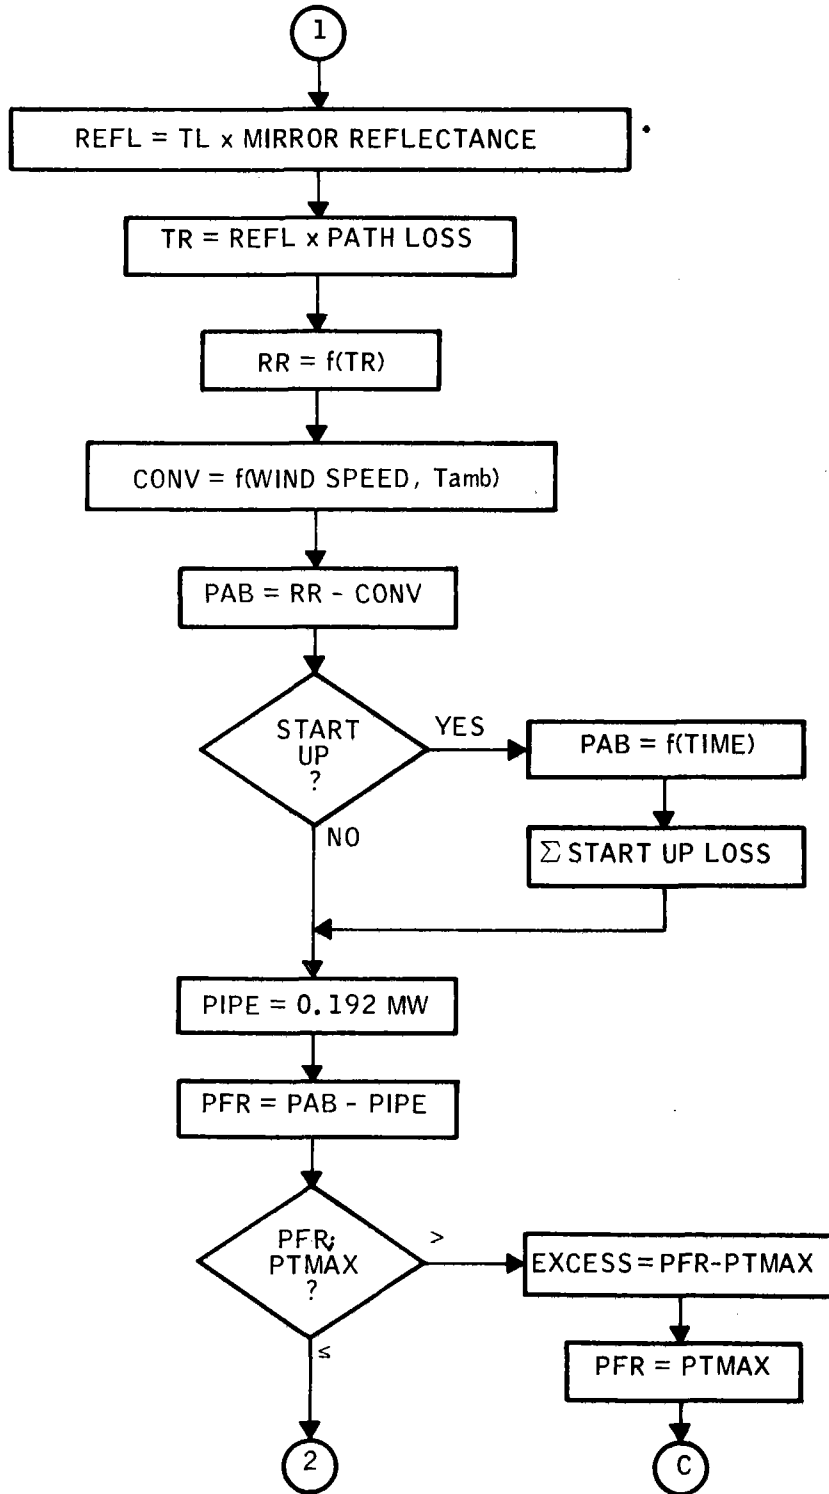 1
REFL = TL x MIRROR REFLECTANCE
TR = REFL x PATH LOSS
RR = f(TR)
CONV = f(WIND SPEED, Tamb)
PAB = RR - CONV
START
UP
?
YES
PAB = f(TIME)
NO
Σ START UP LOSS
PIPE = 0.192 MW
PFR = PAB - PIPE
PFR;
PTMAX
?
>
EXCESS = PFR-PTMAX
≤
PFR = PTMAX
2
C